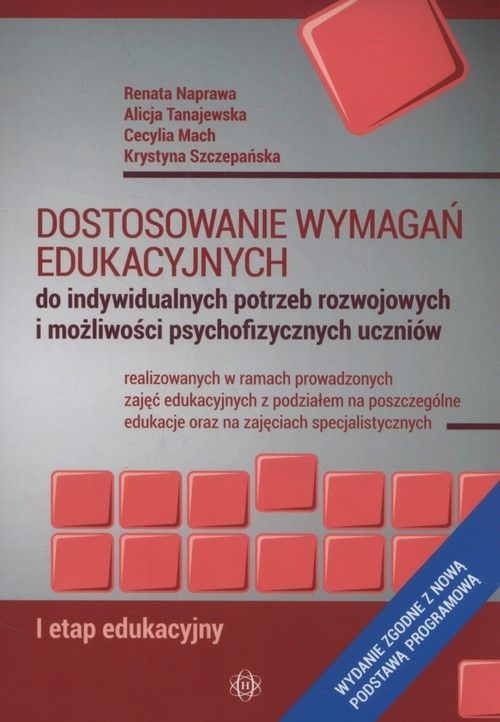 Renata Naprawa
Alicja Tanajewska
Cecylia Mach
Krystyna Szczepańska
DOSTOSOWANIE WYMAGAŃ
EDUKACYJNYCH
do indywidualnych potrzeb rozwojowych
i możliwości psychofizycznych uczniów
realizowanych w ramach prowadzonych
zajęć edukacyjnych z podziałem na poszczególne
edukacje oraz na zajęciach specjalistycznych
I etap edukacyjny
WYDANIE ZGODNE Z NOWĄ
PODSTAWĄ PROGRAMOWĄ
H